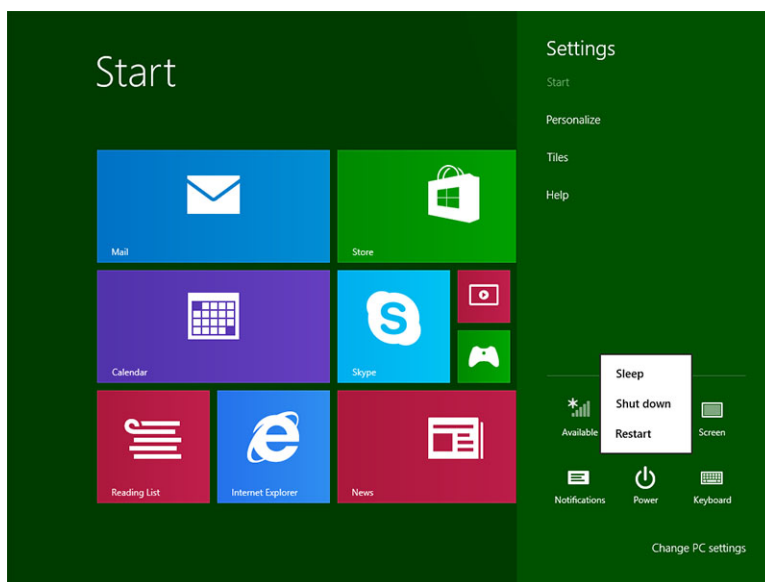 Start
Mail
Store
Calendar
Skype
Reading List
Internet Explorer
News
Settings
Start
Personalize
Tiles
Help
Sleep
Shut down
Restart
Available
Screen
Notifications
Power
Keyboard
Change PC settings